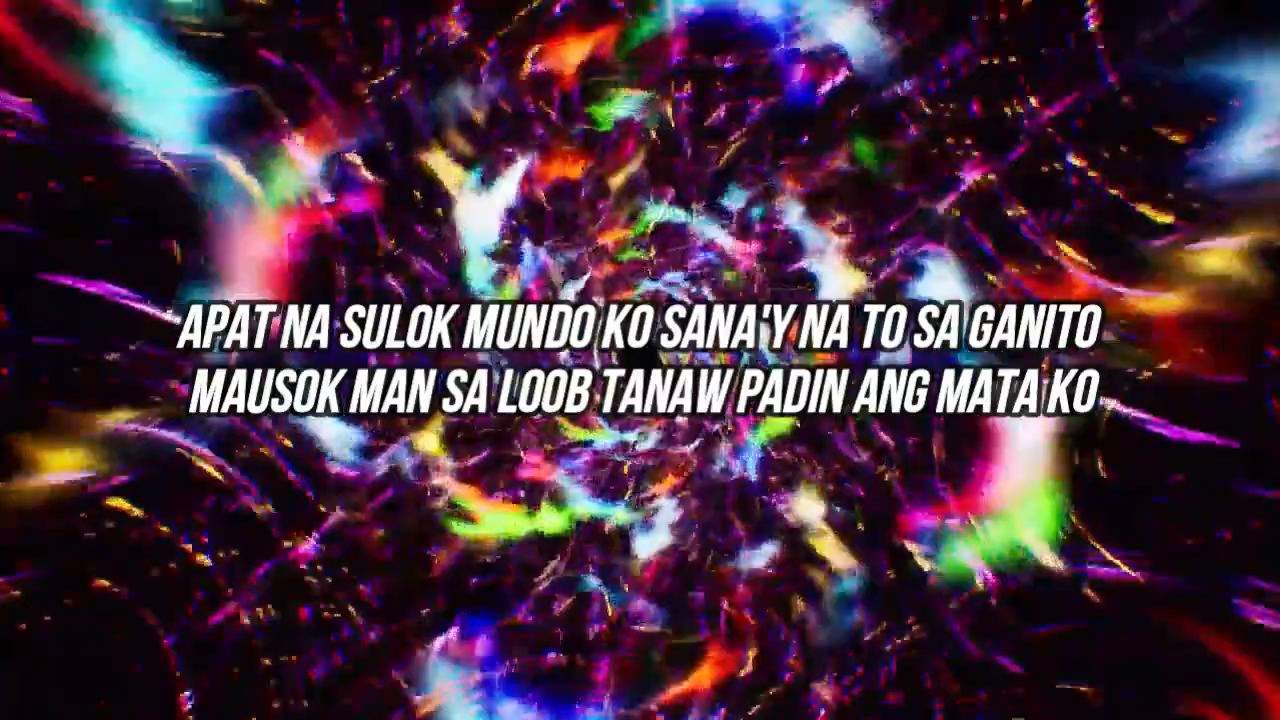 APAT NA SULOK MUNDO KO SANA'Y NA TO SA GANITO
MAUSOK MAN SA LOOB TANAW PADIN ANG MATA KO